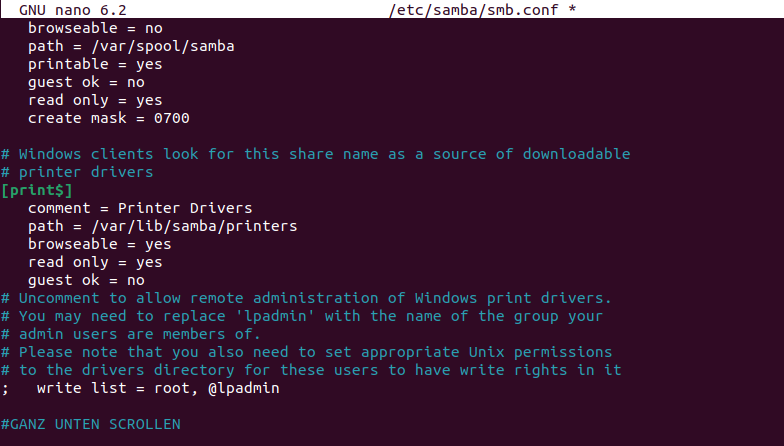 GNU nano 6.2 /etc/samba/smb.conf *
browseable = no
path = /var/spool/samba
printable = yes
guest ok = no
read only = yes
create mask = 0700
# Windows clients look for this share name as a source of downloadable
# printer drivers
[print$]
comment = Printer Drivers
path = /var/lib/samba/printers
browseable = yes
read only = yes
guest ok = no
# Uncomment to allow remote administration of Windows print drivers.
# You may need to replace 'lpadmin' with the name of the group your
# admin users are members of.
# Please note that you also need to set appropriate Unix permissions
# to the drivers directory for these users to have write rights in it
;   write list = root, @lpadmin
#GANZ UNTEN SCROLLEN